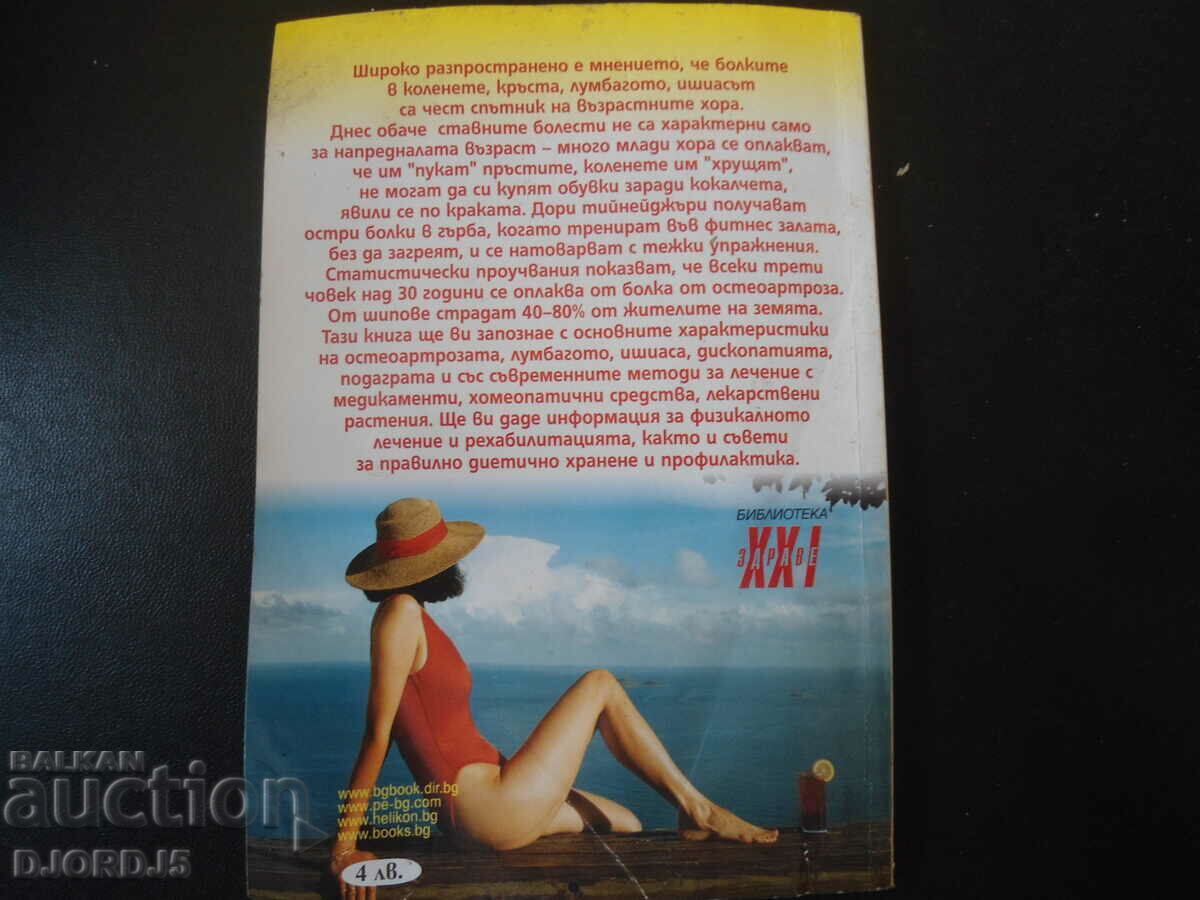 Широко разпространено е мнението, че болките
в коленете, кръста, лумбагото, ишиасът
са чест спътник на възрастните хора.
Днес обаче ставните болести не са характерни само
за напредналата възраст – много млади хора се оплакват,
че им "пукат" пръстите, коленете им "хрущят",
не могат да си купят обувки заради кокалчета,
явили се по краката. Дори тийнейджъри получават
остри болки в гърба, когато тренират във фитнес залата,
без да загреят, и се натоварват с тежки упражнения.
Статистически проучвания показват, че всеки трети
човек над 30 години се оплаква от болка от остеоартроза.
От шипове страдат 40–80% от жителите на земята.
Тази книга ще ви запознае с основните характеристики
на остеоартрозата, лумбагото, ишиаса, дископатията,
подаграта и със съвременните методи за лечение с
медикаменти, хомеопатични средства, лекарствени
растения. Ще ви даде информация за физикалното
лечение и рехабилитацията, както и съвети
за правилно диетично хранене и профилактика.
БИБЛИОТЕКА
XXI
ЗДРАВЕ
www.bgbook.dir.bg
www.pe-bg.com
www.helikon.bg
www.books.bg
4 лв.
BALKAN
auction
DJORDJ5